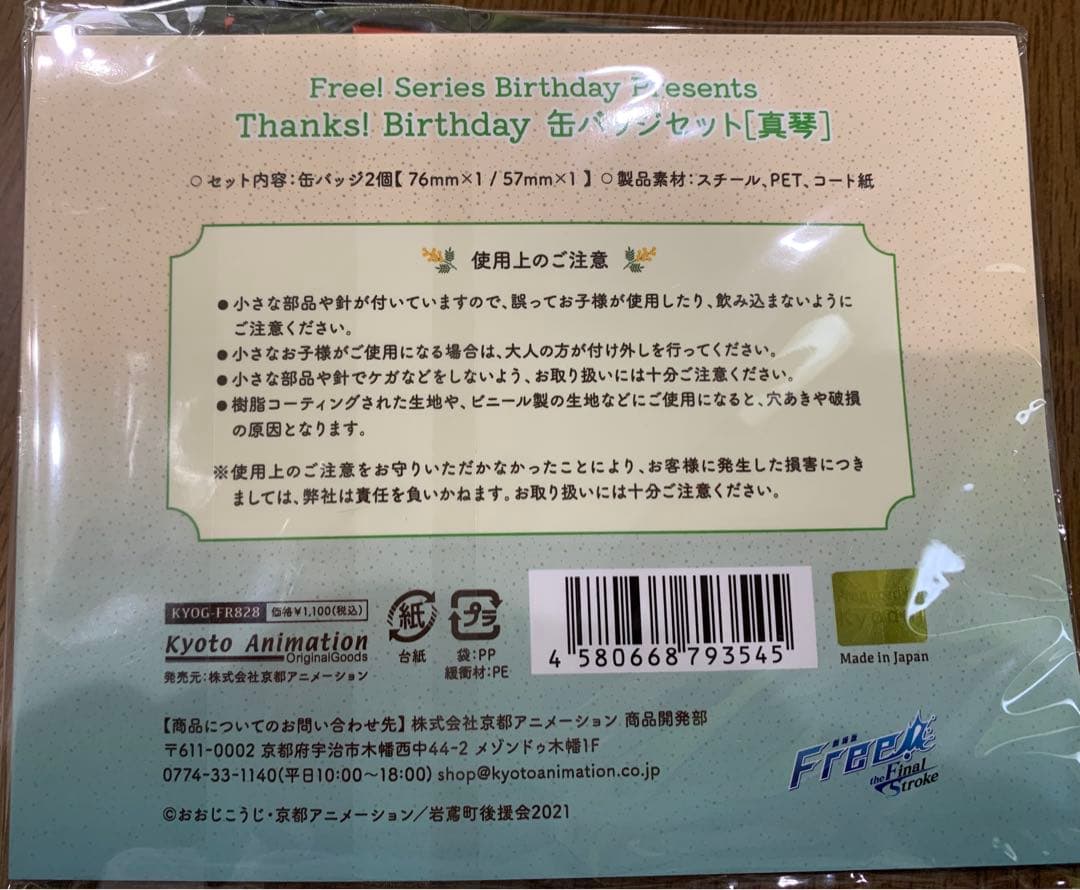 Free! Series Birthday Presents
Thanks! Birthday 缶バッジセット[真琴]
○セット内容:缶バッジ2個【 76mm×1 / 57mm×1 】 ○製品素材:スチール、PET、コート紙
使用上のご注意
●小さな部品や針が付いていますので、誤ってお子様が使用したり、飲み込まないように
ご注意ください。
●小さなお子様がご使用になる場合は、大人の方が付け外しを行ってください。
●小さな部品や針でケガなどをしないよう、お取り扱いには十分ご注意ください。
●樹脂コーティングされた生地や、ビニール製の生地などにご使用になると、穴あきや破損
の原因となります。
※使用上のご注意をお守りいただかなかったことにより、お客様に発生した損害につき
ましては、弊社は責任を負いかねます。お取り扱いには十分ご注意ください。
KYOG-FR828 価格¥1,100(税込)
Kyoto Animation
OriginalGoods
発売元:株式会社京都アニメーション
紙
台紙
プラ
袋:PP
緩衝材:PE
4 580668 793545
Made in Japan
【商品についてのお問い合わせ先】 株式会社京都アニメーション 商品開発部
〒611-0002 京都府宇治市木幡西中44-2 メゾンドゥ木幡1F
0774-33-1140(平日10:00〜18:00) shop@kyotoanimation.co.jp
©おおじこうじ・京都アニメーション/岩鳶町後援会2021
劇場版
Free!
the Final
Stroke